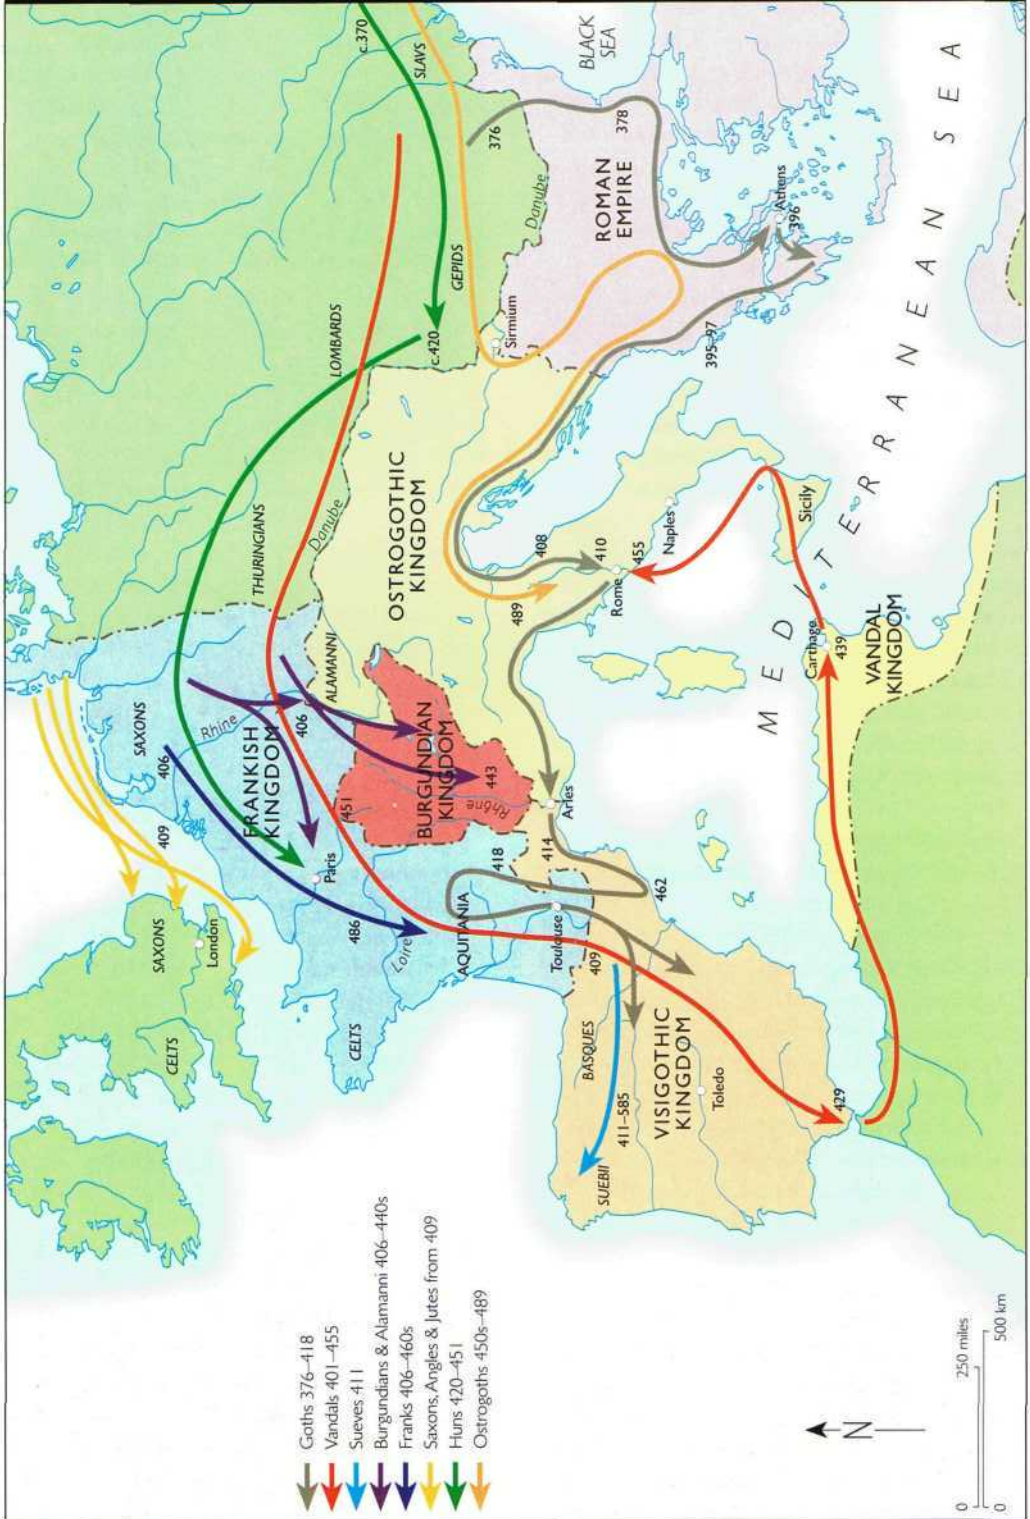 Goths 376–418
Vandals 401–455
Sueves 411
Burgundians & Alamanni 406–440s
Franks 406–460s
Saxons, Angles & Jutes from 409
Huns 420–451
Ostrogoths 450s–489
0
250 miles
0
500 km
N
CELTS
SAXONS
London
409
SAXONS
406
Rhine
FRANKISH
KINGDOM
406
451
Paris
486
Loire
CELTS
AQUITANIA
418
Toulouse
409
414
462
BASQUES
411–585
SUEBII
VISIGOTHIC
KINGDOM
Toledo
429
BURGUNDIAN
KINGDOM
443
Rhône
Arles
ALAMANNI
THURINGIANS
LOMBARDS
Danube
OSTROGOTHIC
KINGDOM
489
408
410
Rome
455
Naples
Sicily
Carthage
439
VANDAL
KINGDOM
MEDITERRANEAN SEA
c.370
SLAVS
c.420
GEPIDS
376
Danube
Sirmium
ROMAN
EMPIRE
378
BLACK
SEA
Athens
396
395–97